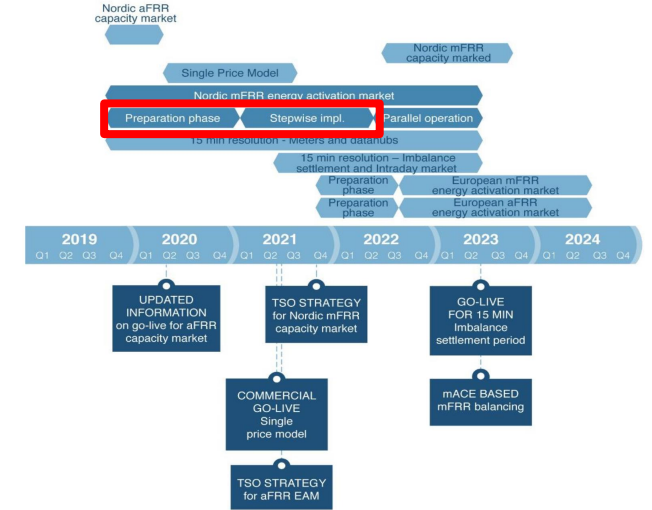 Nordic aFRR
capacity market
Nordic mFRR
capacity marked
Single Price Model
Nordic mFRR energy activation market
Preparation phase
Stepwise impl.
Parallel operation
15 min resolution - Meters and datahubs
15 min resolution – Imbalance
settlement and Intraday market
Preparation
phase
European mFRR
energy activation market
Preparation
phase
European aFRR
energy activation market
2019 2020 2021 2022 2023 2024
Q1 Q2 Q3 Q4 Q1 Q2 Q3 Q4 Q1 Q2 Q3 Q4 Q1 Q2 Q3 Q4 Q1 Q2 Q3 Q4 Q1 Q2 Q3 Q4
UPDATED
INFORMATION
on go-live for aFRR
capacity market
TSO STRATEGY
for Nordic mFRR
capacity market
GO-LIVE
FOR 15 MIN
Imbalance
settlement period
COMMERCIAL
GO-LIVE
Single
price model
mACE BASED
mFRR balancing
TSO STRATEGY
for aFRR EAM